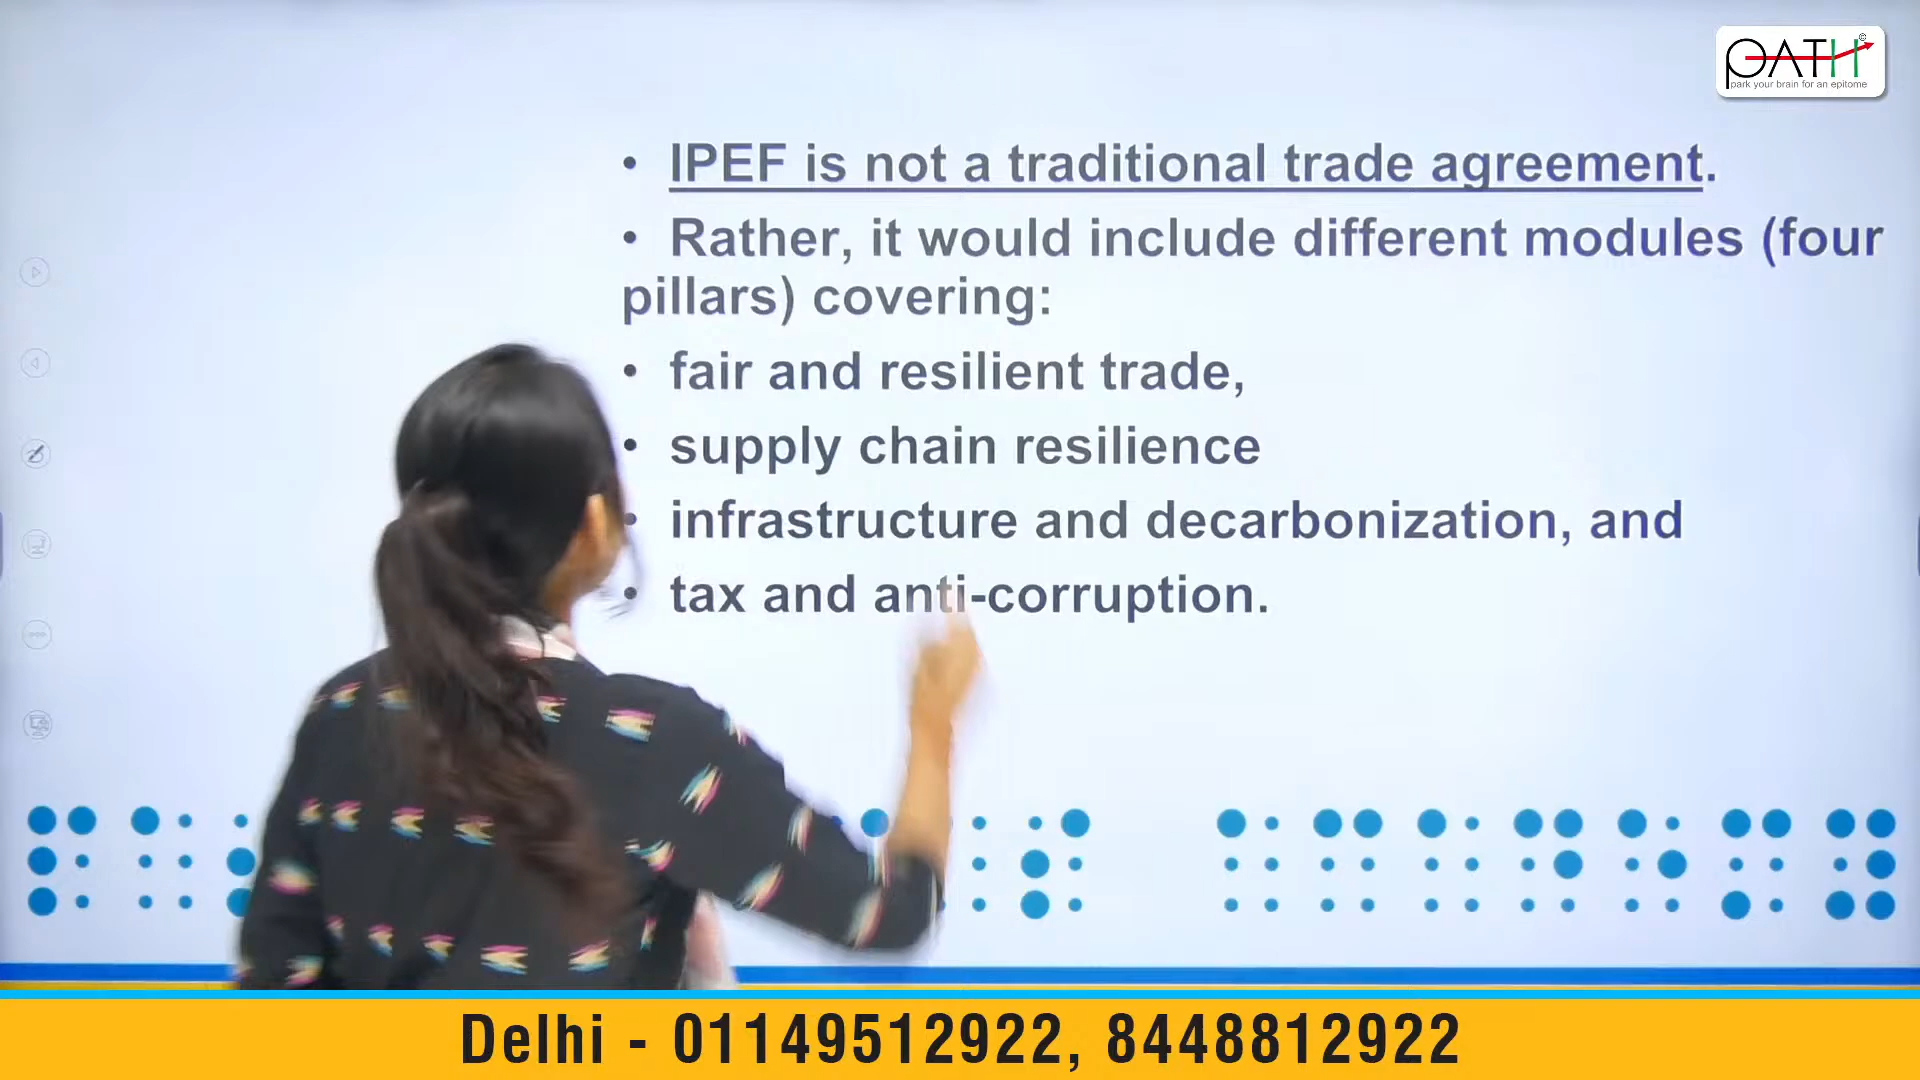 PATH
©
park your brain for an epitome
• IPEF is not a traditional trade agreement.
• Rather, it would include different modules (four
pillars) covering:
• fair and resilient trade,
• supply chain resilience
• infrastructure and decarbonization, and
• tax and anti-corruption.
Delhi - 01149512922, 8448812922